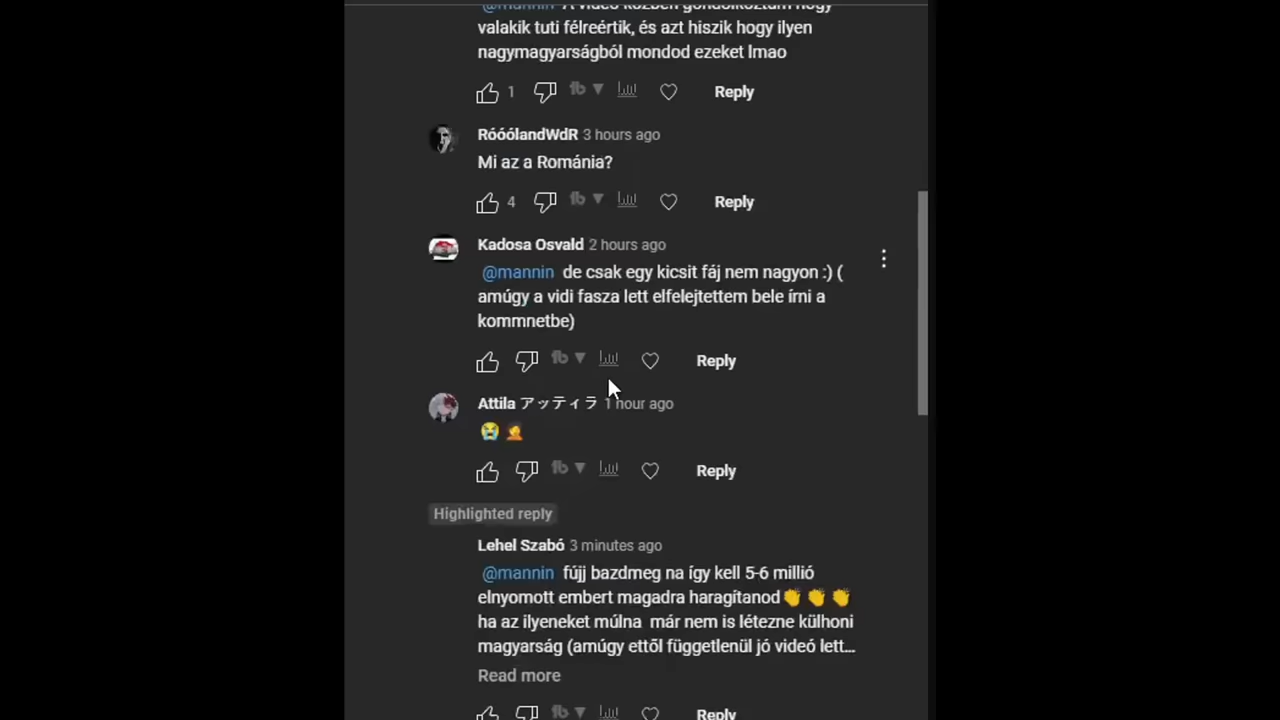 @mannin A videó közben gondolkoztam hogy
valakik tuti félreértik, és azt hiszik hogy ilyen
nagymagyarságból mondod ezeket lmao
1 Reply
RóóólandWdR 3 hours ago
Mi az a Románia?
4 Reply
Kadosa Osvald 2 hours ago
@mannin de csak egy kicsit fáj nem nagyon :) (
amúgy a vidi fasza lett elfelejtettem bele írni a
kommnetbe)
Reply
Attila アッティラ 1 hour ago
😭 🤦
Reply
Highlighted reply
Lehel Szabó 3 minutes ago
@mannin fújj bazdmeg na így kell 5-6 millió
elnyomott embert magadra haragítanod👏 👏 👏
ha az ilyeneket múlna már nem is létezne külhoni
magyarság (amúgy ettől függetlenül jó videó lett...
Read more
Reply